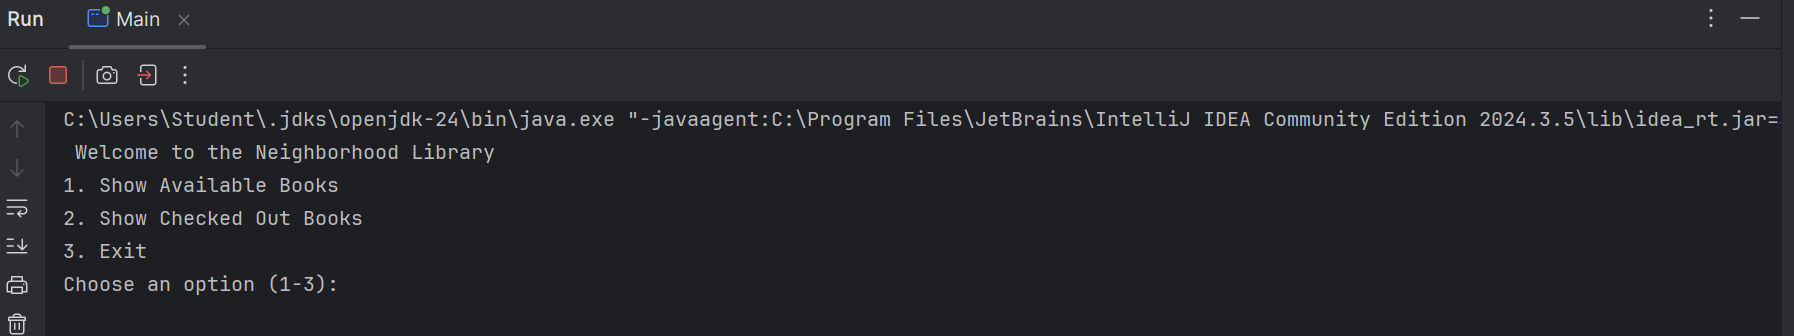 Run Main
C:\Users\Student\.jdks\openjdk-24\bin\java.exe "-javaagent:C:\Program Files\JetBrains\IntelliJ IDEA Community Edition 2024.3.5\lib\idea_rt.jar=
Welcome to the Neighborhood Library
1. Show Available Books
2. Show Checked Out Books
3. Exit
Choose an option (1-3):